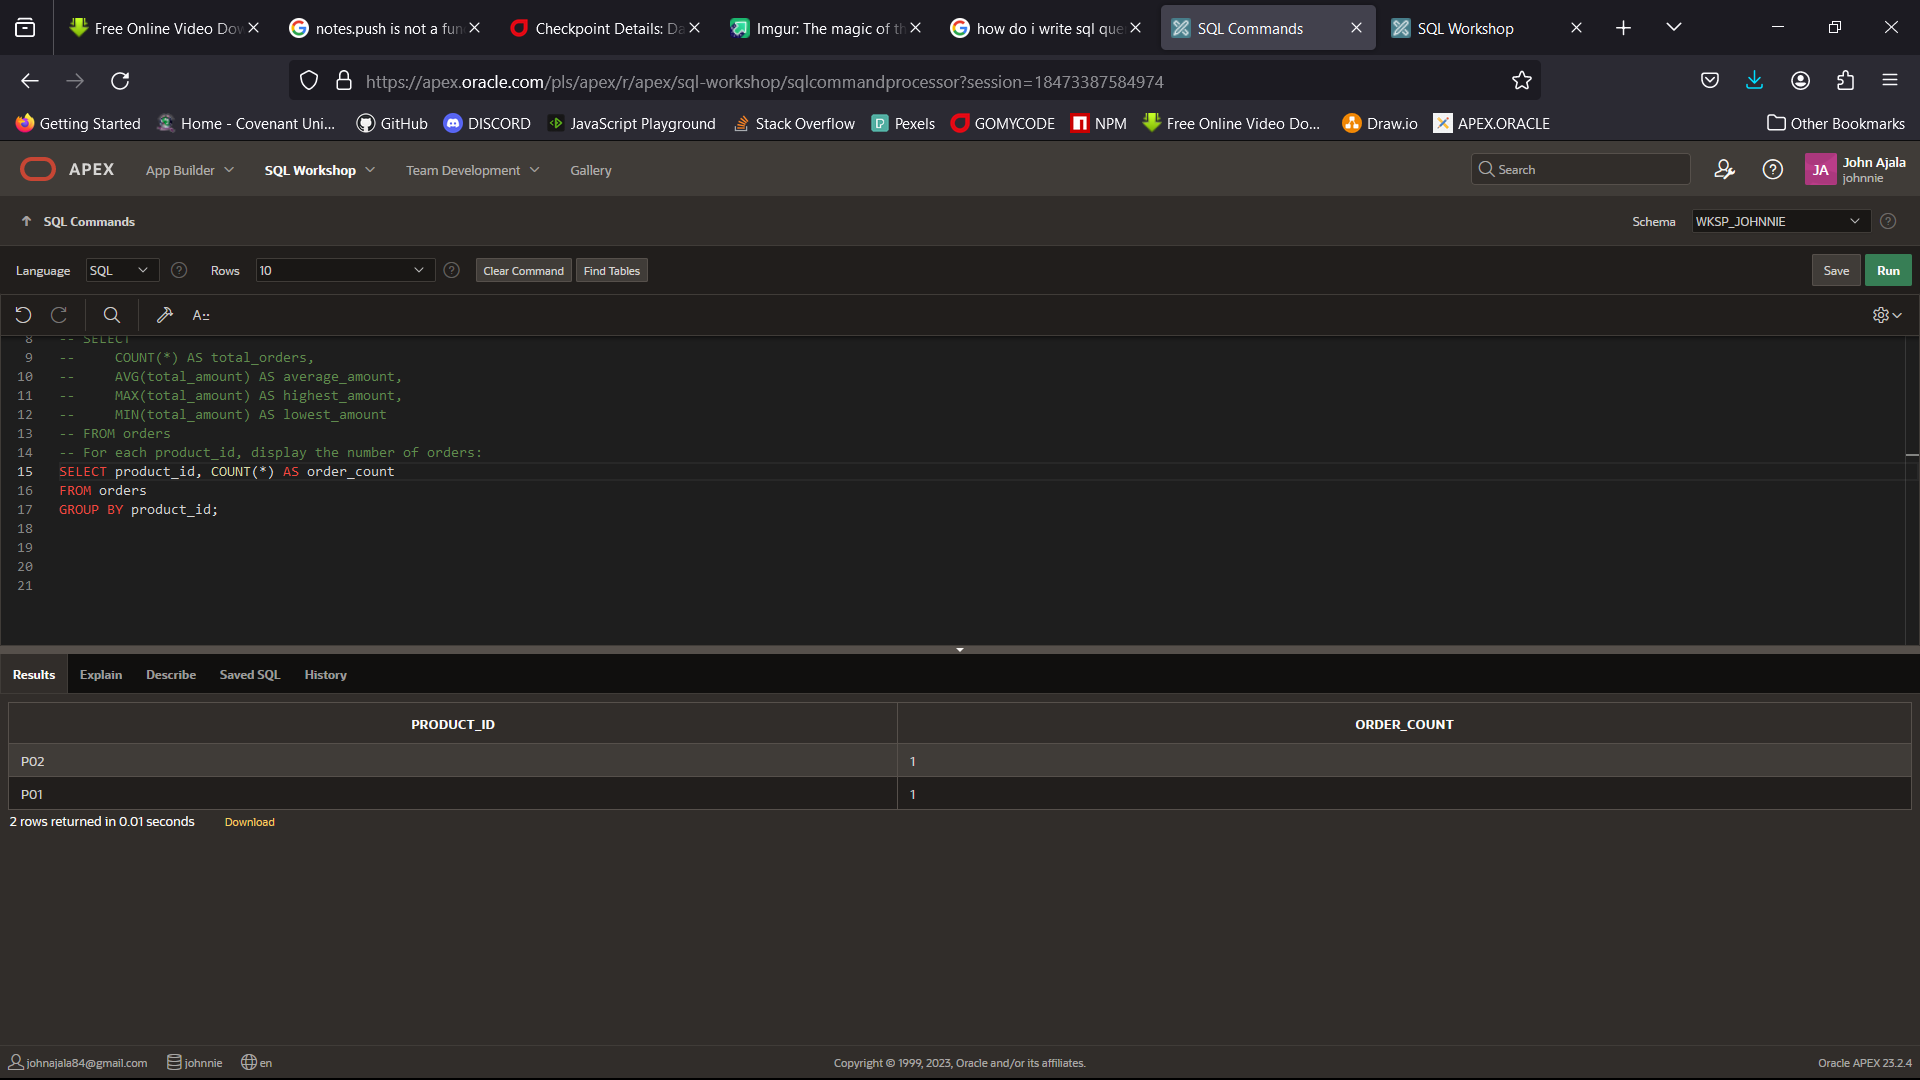 Free Online Video Dov
notes.push is not a fun
Checkpoint Details: Da
Imgur: The magic of th
how do i write sql que
SQL Commands
SQL Workshop
https://apex.oracle.com/pls/apex/r/apex/sql-workshop/sqlcommandprocessor?session=18473387584974
Getting Started
Home - Covenant Uni...
GitHub
DISCORD
JavaScript Playground
Stack Overflow
Pexels
GOMYCODE
NPM
Free Online Video Do...
Draw.io
APEX.ORACLE
Other Bookmarks
APEX
App Builder
SQL Workshop
Team Development
Gallery
Search
JA
John Ajala
johnnie
SQL Commands
Schema
WKSP_JOHNNIE
Language
SQL
Rows
10
Clear Command
Find Tables
Save
Run
A
8 -- SELECT
9 -- COUNT(*) AS total_orders,
10 -- AVG(total_amount) AS average_amount,
11 -- MAX(total_amount) AS highest_amount,
12 -- MIN(total_amount) AS lowest_amount
13 -- FROM orders
14 -- For each product_id, display the number of orders:
15 SELECT product_id, COUNT(*) AS order_count
16 FROM orders
17 GROUP BY product_id;
18
19
20
21
Results
Explain
Describe
Saved SQL
History
PRODUCT_ID
ORDER_COUNT
P02
1
P01
1
2 rows returned in 0.01 seconds
Download
johnajala84@gmail.com
johnnie
en
Copyright © 1999, 2023, Oracle and/or its affiliates.
Oracle APEX 23.2.4